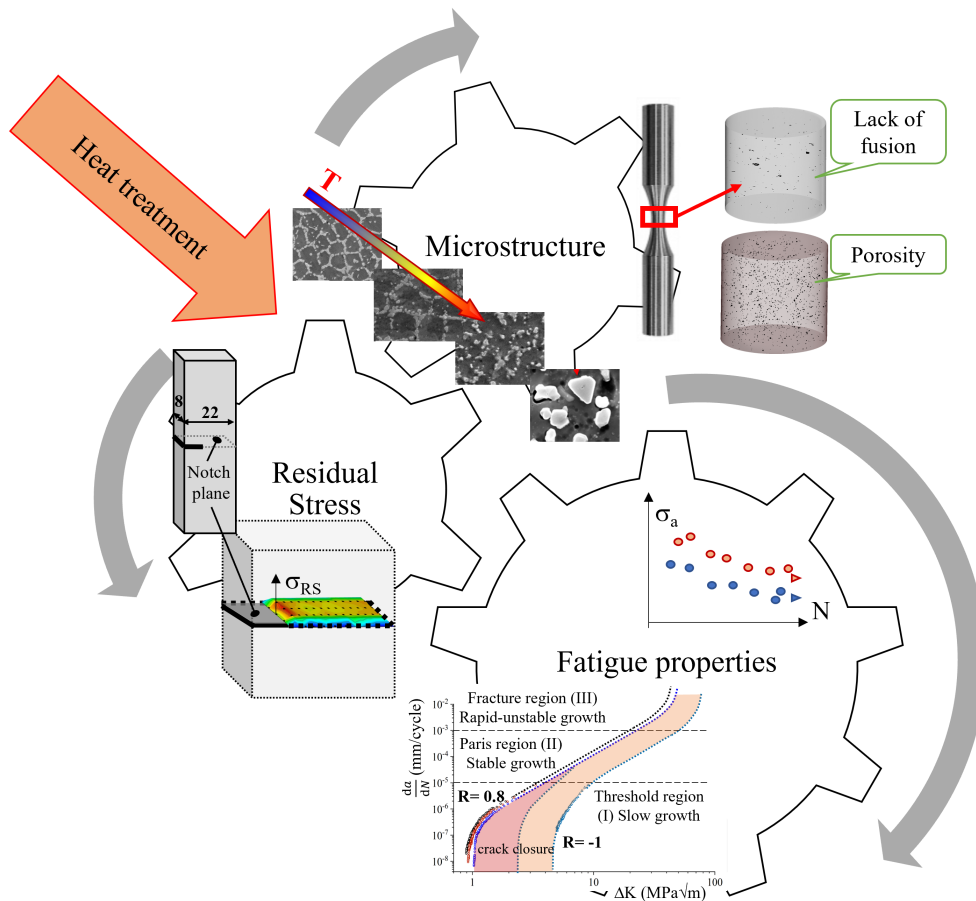 Heat treatment
T
Microstructure
Lack of
fusion
Porosity
8
22
Notch
plane
Residual
Stress
σRS
σa
N
Fatigue properties
Fracture region (III)
Rapid-unstable growth
Paris region (II)
Stable growth
R= 0.8
Threshold region
(I) Slow growth
crack closure
R= -1
da/dN (mm/cycle)
10⁻²
10⁻³
10⁻⁴
10⁻⁵
10⁻⁶
10⁻⁷
10⁻⁸
1
10
100
ΔK (MPa√m)